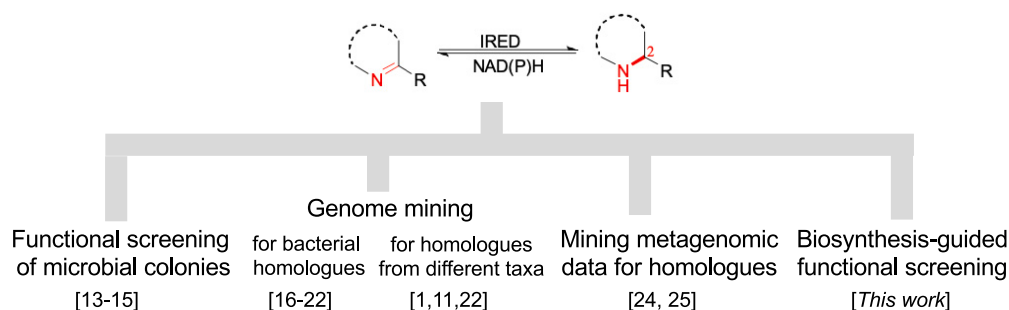 IRED
NAD(P)H
N
R
2
N
H
R
Genome mining
Functional screening
of microbial colonies
[13-15]
for bacterial
homologues
[16-22]
for homologues
from different taxa
[1,11,22]
Mining metagenomic
data for homologues
[24, 25]
Biosynthesis-guided
functional screening
[This work]